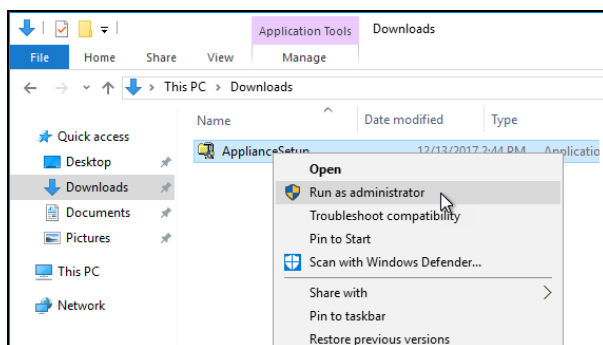 Application Tools Downloads
File Home Share View Manage
This PC > Downloads
Name Date modified Type
Quick access
ApplianceSetup 12/13/2017 2:44 PM Applicatio
Desktop
Open
Downloads
Run as administrator
Documents
Troubleshoot compatibility
Pictures
Pin to Start
Scan with Windows Defender...
This PC
Share with
Network
Pin to taskbar
Restore previous versions